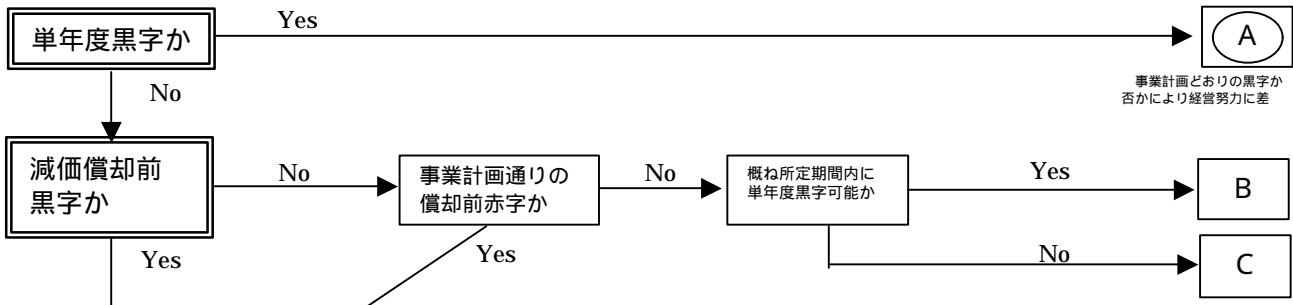 Yes
単年度黒字か
A
事業計画どおりの黒字か
否かにより経営努力に差
No
減価償却前
黒字か
No
事業計画通りの
償却前赤字か
No
概ね所定期間内に
単年度黒字可能か
Yes
B
Yes
Yes
No
C